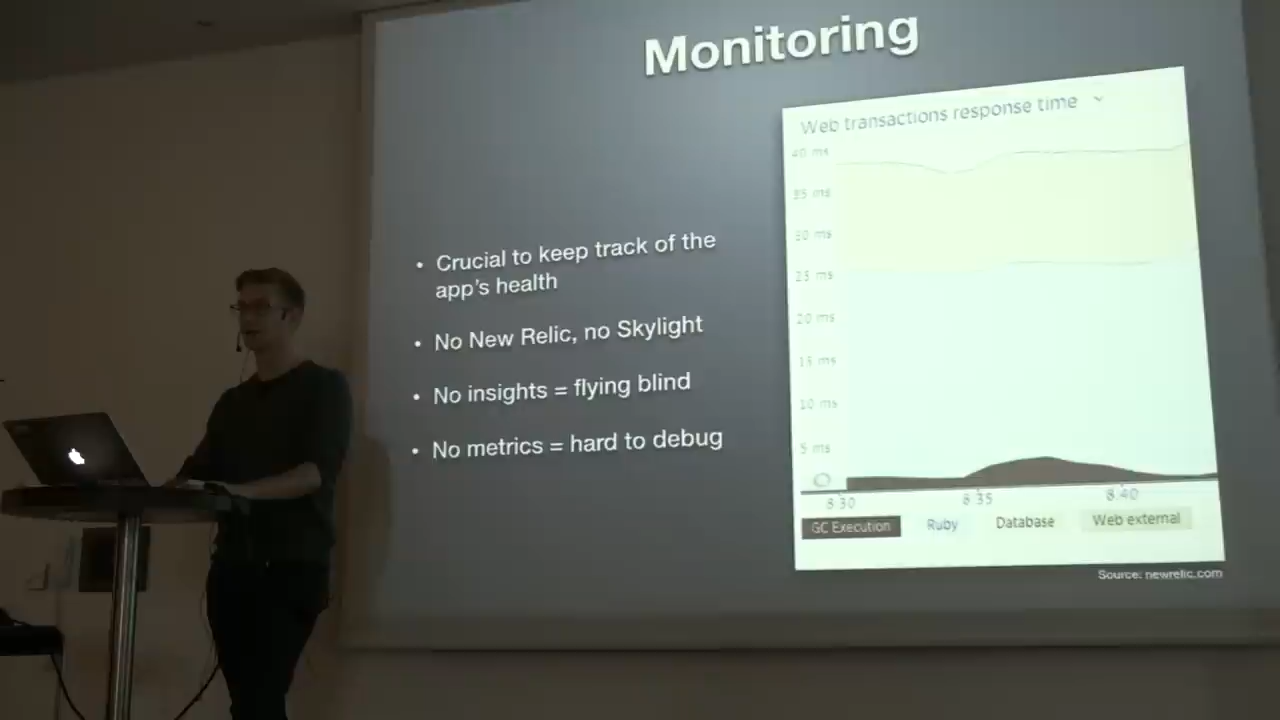 Monitoring
• Crucial to keep track of the
app's health
• No New Relic, no Skylight
• No insights = flying blind
• No metrics = hard to debug
Web transactions response time
40 ms
35 ms
30 ms
25 ms
20 ms
15 ms
10 ms
5 ms
8:30
8:35
8:40
GC Execution
Ruby
Database
Web external
Source: newrelic.com